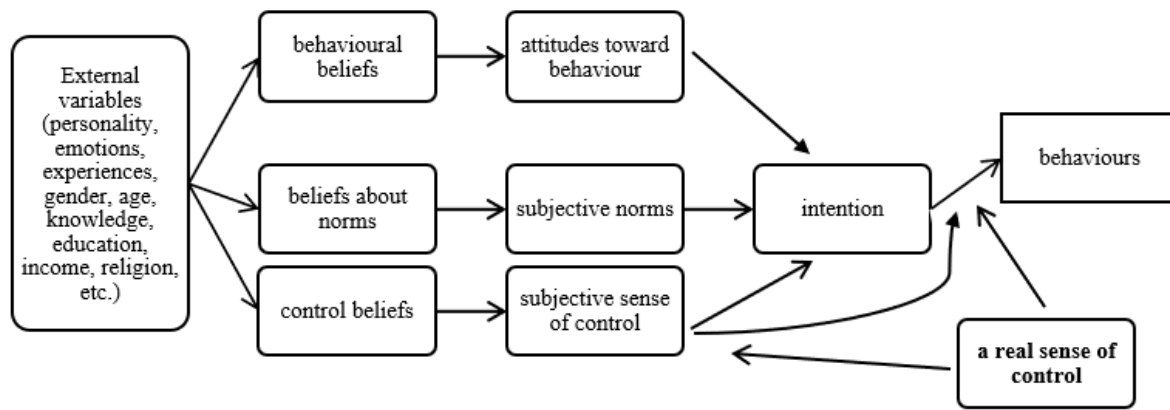 External
variables
(personality,
emotions,
experiences,
gender, age,
knowledge,
education,
income, religion,
etc.)
behavioural
beliefs
attitudes toward
behaviour
beliefs about
norms
subjective norms
intention
behaviours
control beliefs
subjective sense
of control
a real sense of
control